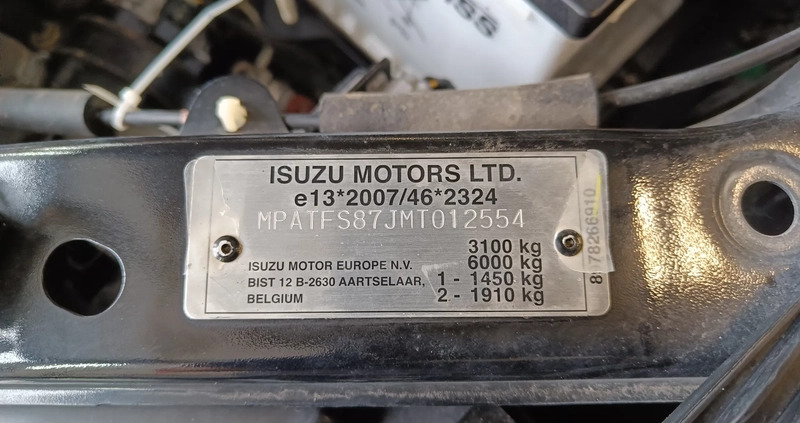 ISUZU MOTORS LTD.
e13*2007/46*2324
MPATFS87JMT012554
3100 kg
6000 kg
1 - 1450 kg
2 - 1910 kg
ISUZU MOTOR EUROPE N.V.
BIST 12 B-2630 AARTSELAAR,
BELGIUM